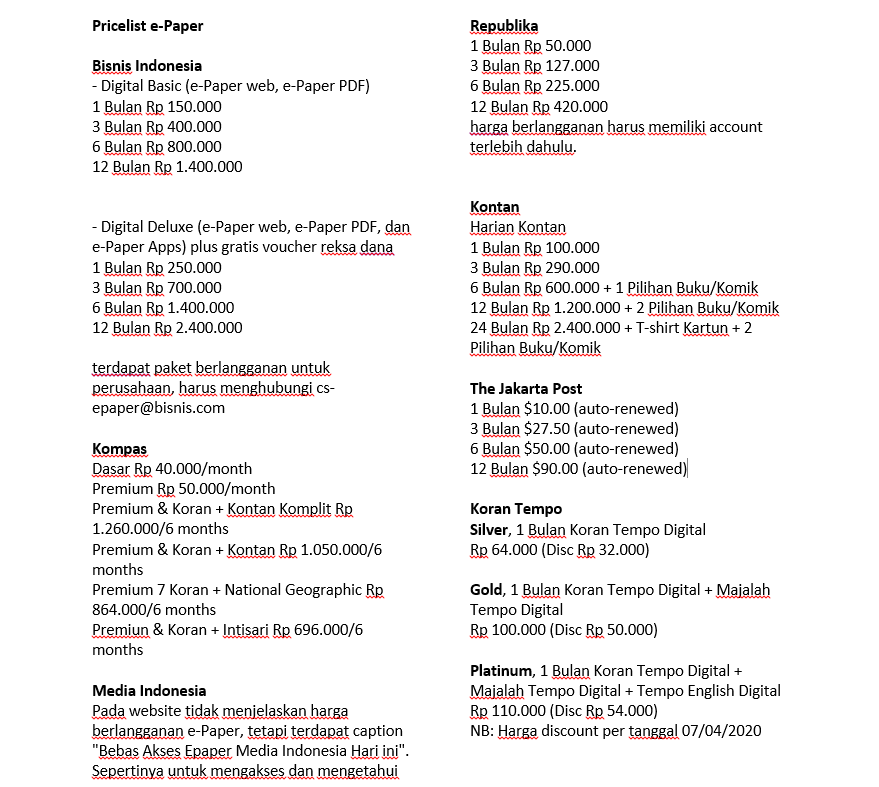 Pricelist e-Paper
Bisnis Indonesia
- Digital Basic (e-Paper web, e-Paper PDF)
1 Bulan Rp 150.000
3 Bulan Rp 400.000
6 Bulan Rp 800.000
12 Bulan Rp 1.400.000
- Digital Deluxe (e-Paper web, e-Paper PDF, dan
e-Paper Apps) plus gratis voucher reksa dana
1 Bulan Rp 250.000
3 Bulan Rp 700.000
6 Bulan Rp 1.400.000
12 Bulan Rp 2.400.000
terdapat paket berlangganan untuk
perusahaan, harus menghubungi cs-
epaper@bisnis.com
Kompas
Dasar Rp 40.000/month
Premium Rp 50.000/month
Premium & Koran + Kontan Komplit Rp
1.260.000/6 months
Premium & Koran + Kontan Rp 1.050.000/6
months
Premium 7 Koran + National Geographic Rp
864.000/6 months
Premiun & Koran + Intisari Rp 696.000/6
months
Media Indonesia
Pada website tidak menjelaskan harga
berlangganan e-Paper, tetapi terdapat caption
"Bebas Akses Epaper Media Indonesia Hari ini".
Sepertinya untuk mengakses dan mengetahui
Republika
1 Bulan Rp 50.000
3 Bulan Rp 127.000
6 Bulan Rp 225.000
12 Bulan Rp 420.000
harga berlangganan harus memiliki account
terlebih dahulu.
Kontan
Harian Kontan
1 Bulan Rp 100.000
3 Bulan Rp 290.000
6 Bulan Rp 600.000 + 1 Pilihan Buku/Komik
12 Bulan Rp 1.200.000 + 2 Pilihan Buku/Komik
24 Bulan Rp 2.400.000 + T-shirt Kartun + 2
Pilihan Buku/Komik
The Jakarta Post
1 Bulan $10.00 (auto-renewed)
3 Bulan $27.50 (auto-renewed)
6 Bulan $50.00 (auto-renewed)
12 Bulan $90.00 (auto-renewed)
Koran Tempo
Silver, 1 Bulan Koran Tempo Digital
Rp 64.000 (Disc Rp 32.000)
Gold, 1 Bulan Koran Tempo Digital + Majalah
Tempo Digital
Rp 100.000 (Disc Rp 50.000)
Platinum, 1 Bulan Koran Tempo Digital +
Majalah Tempo Digital + Tempo English Digital
Rp 110.000 (Disc Rp 54.000)
NB: Harga discount per tanggal 07/04/2020